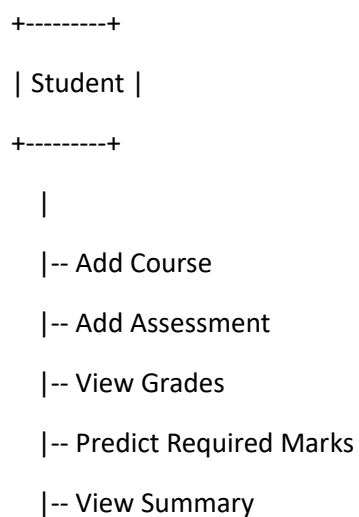 +---------+
| Student |
+---------+
|
|-- Add Course
|-- Add Assessment
|-- View Grades
|-- Predict Required Marks
|-- View Summary